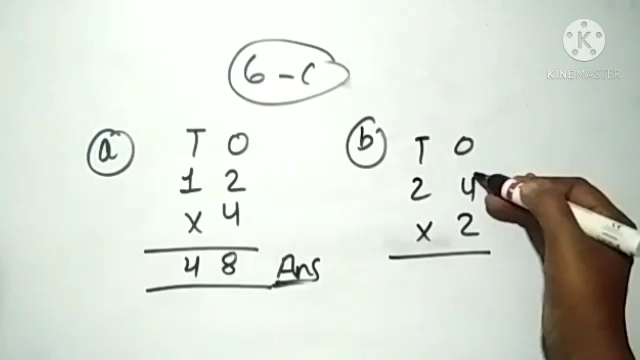 6-C
K
KINEMASTER
a
T O
1 2
x 4
4 8 Ans
b
T O
2 4
x 2